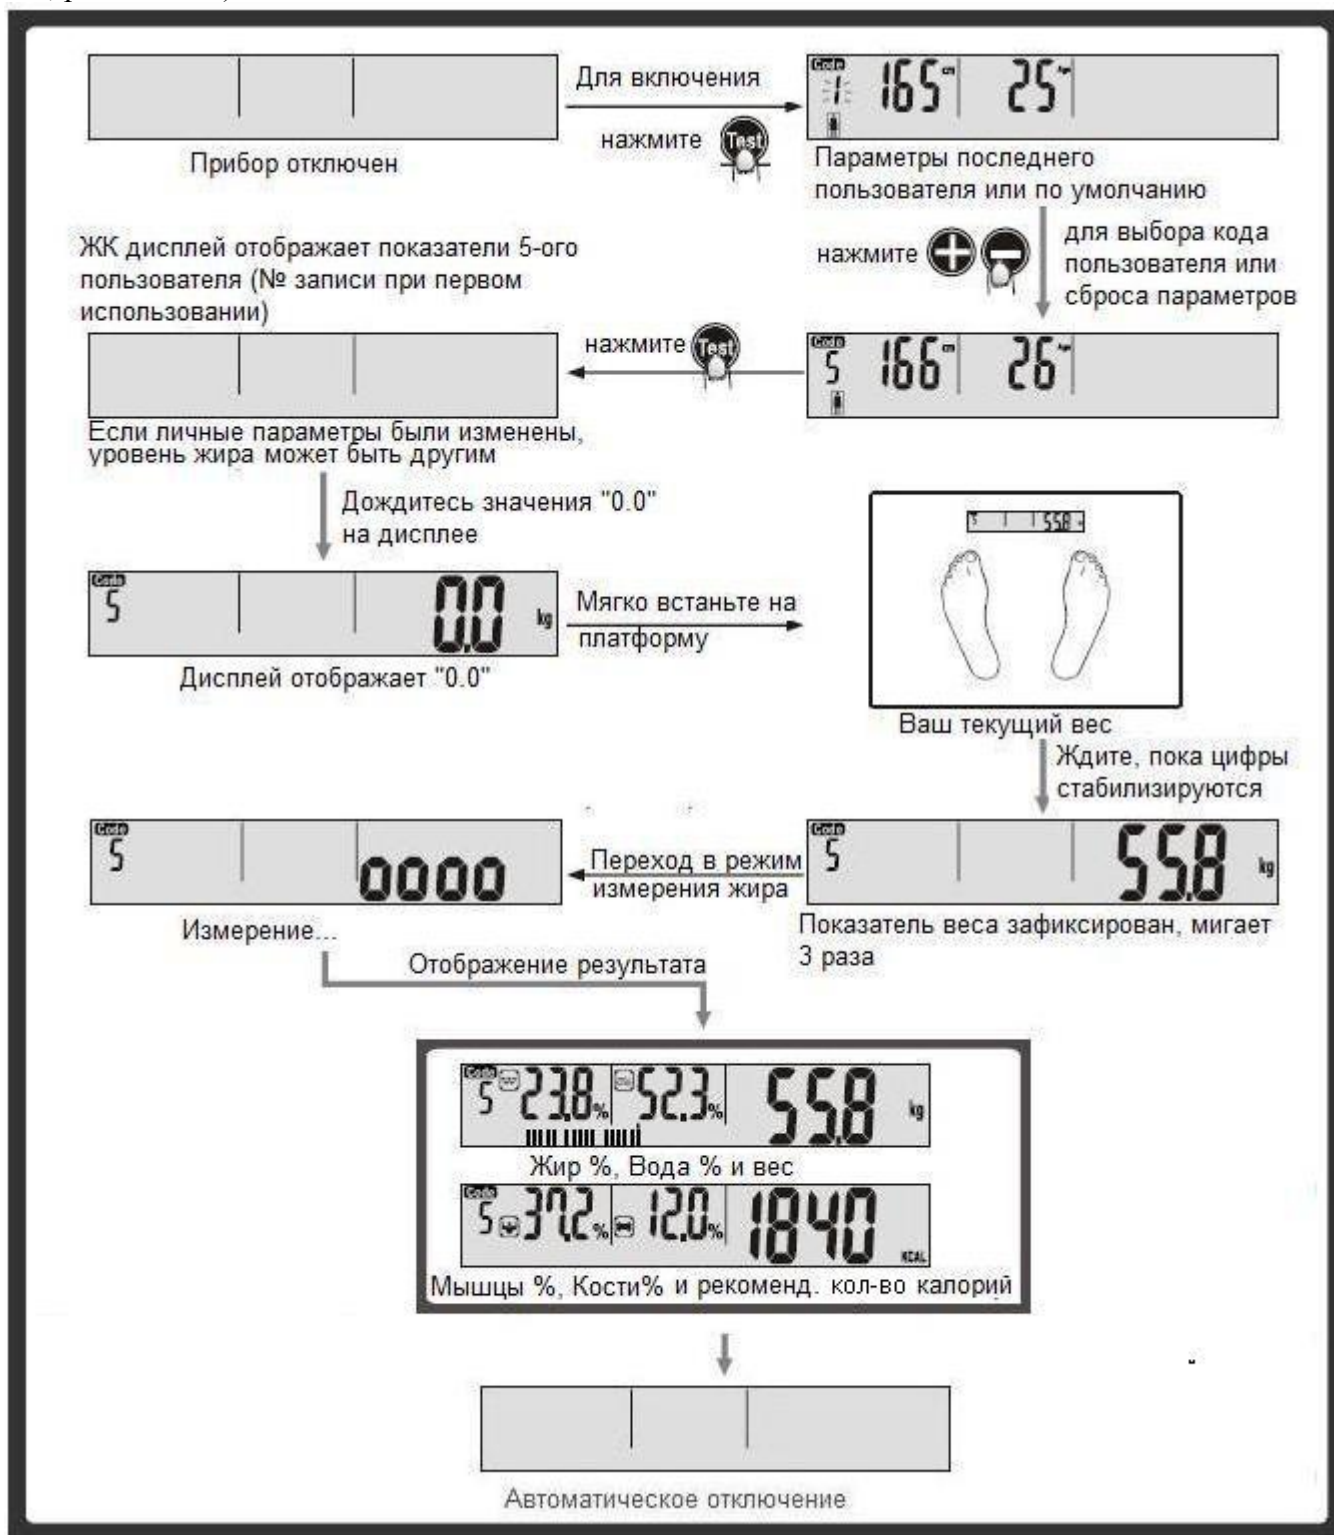 Для включения
нажмите Test
Прибор отключен
Code 1 165 cm 25 Age
Параметры последнего
пользователя или по умолчанию
нажмите
для выбора кода
пользователя или
сброса параметров
ЖК дисплей отображает показатели 5-ого
пользователя (№ записи при первом
использовании)
нажмите Test
Code 5 166 cm 26 Age
Если личные параметры были изменены,
уровень жира может быть другим
Дождитесь значения "0.0"
на дисплее
Code 5 0.0 kg
Дисплей отображает "0.0"
Мягко встаньте на
платформу
5 55.8
Ваш текущий вес
Ждите, пока цифры
стабилизируются
Code 5 55.8 kg
Показатель веса зафиксирован, мигает
3 раза
Переход в режим
измерения жира
Code 5 oooo
Измерение...
Отображение результата
Code 5 23.8% 52.3% 55.8 kg
Жир %, Вода % и вес
Code 5 37.2% 12.0% 1840 KCAL
Мышцы %, Кости% и рекоменд. кол-во калорий
Автоматическое отключение